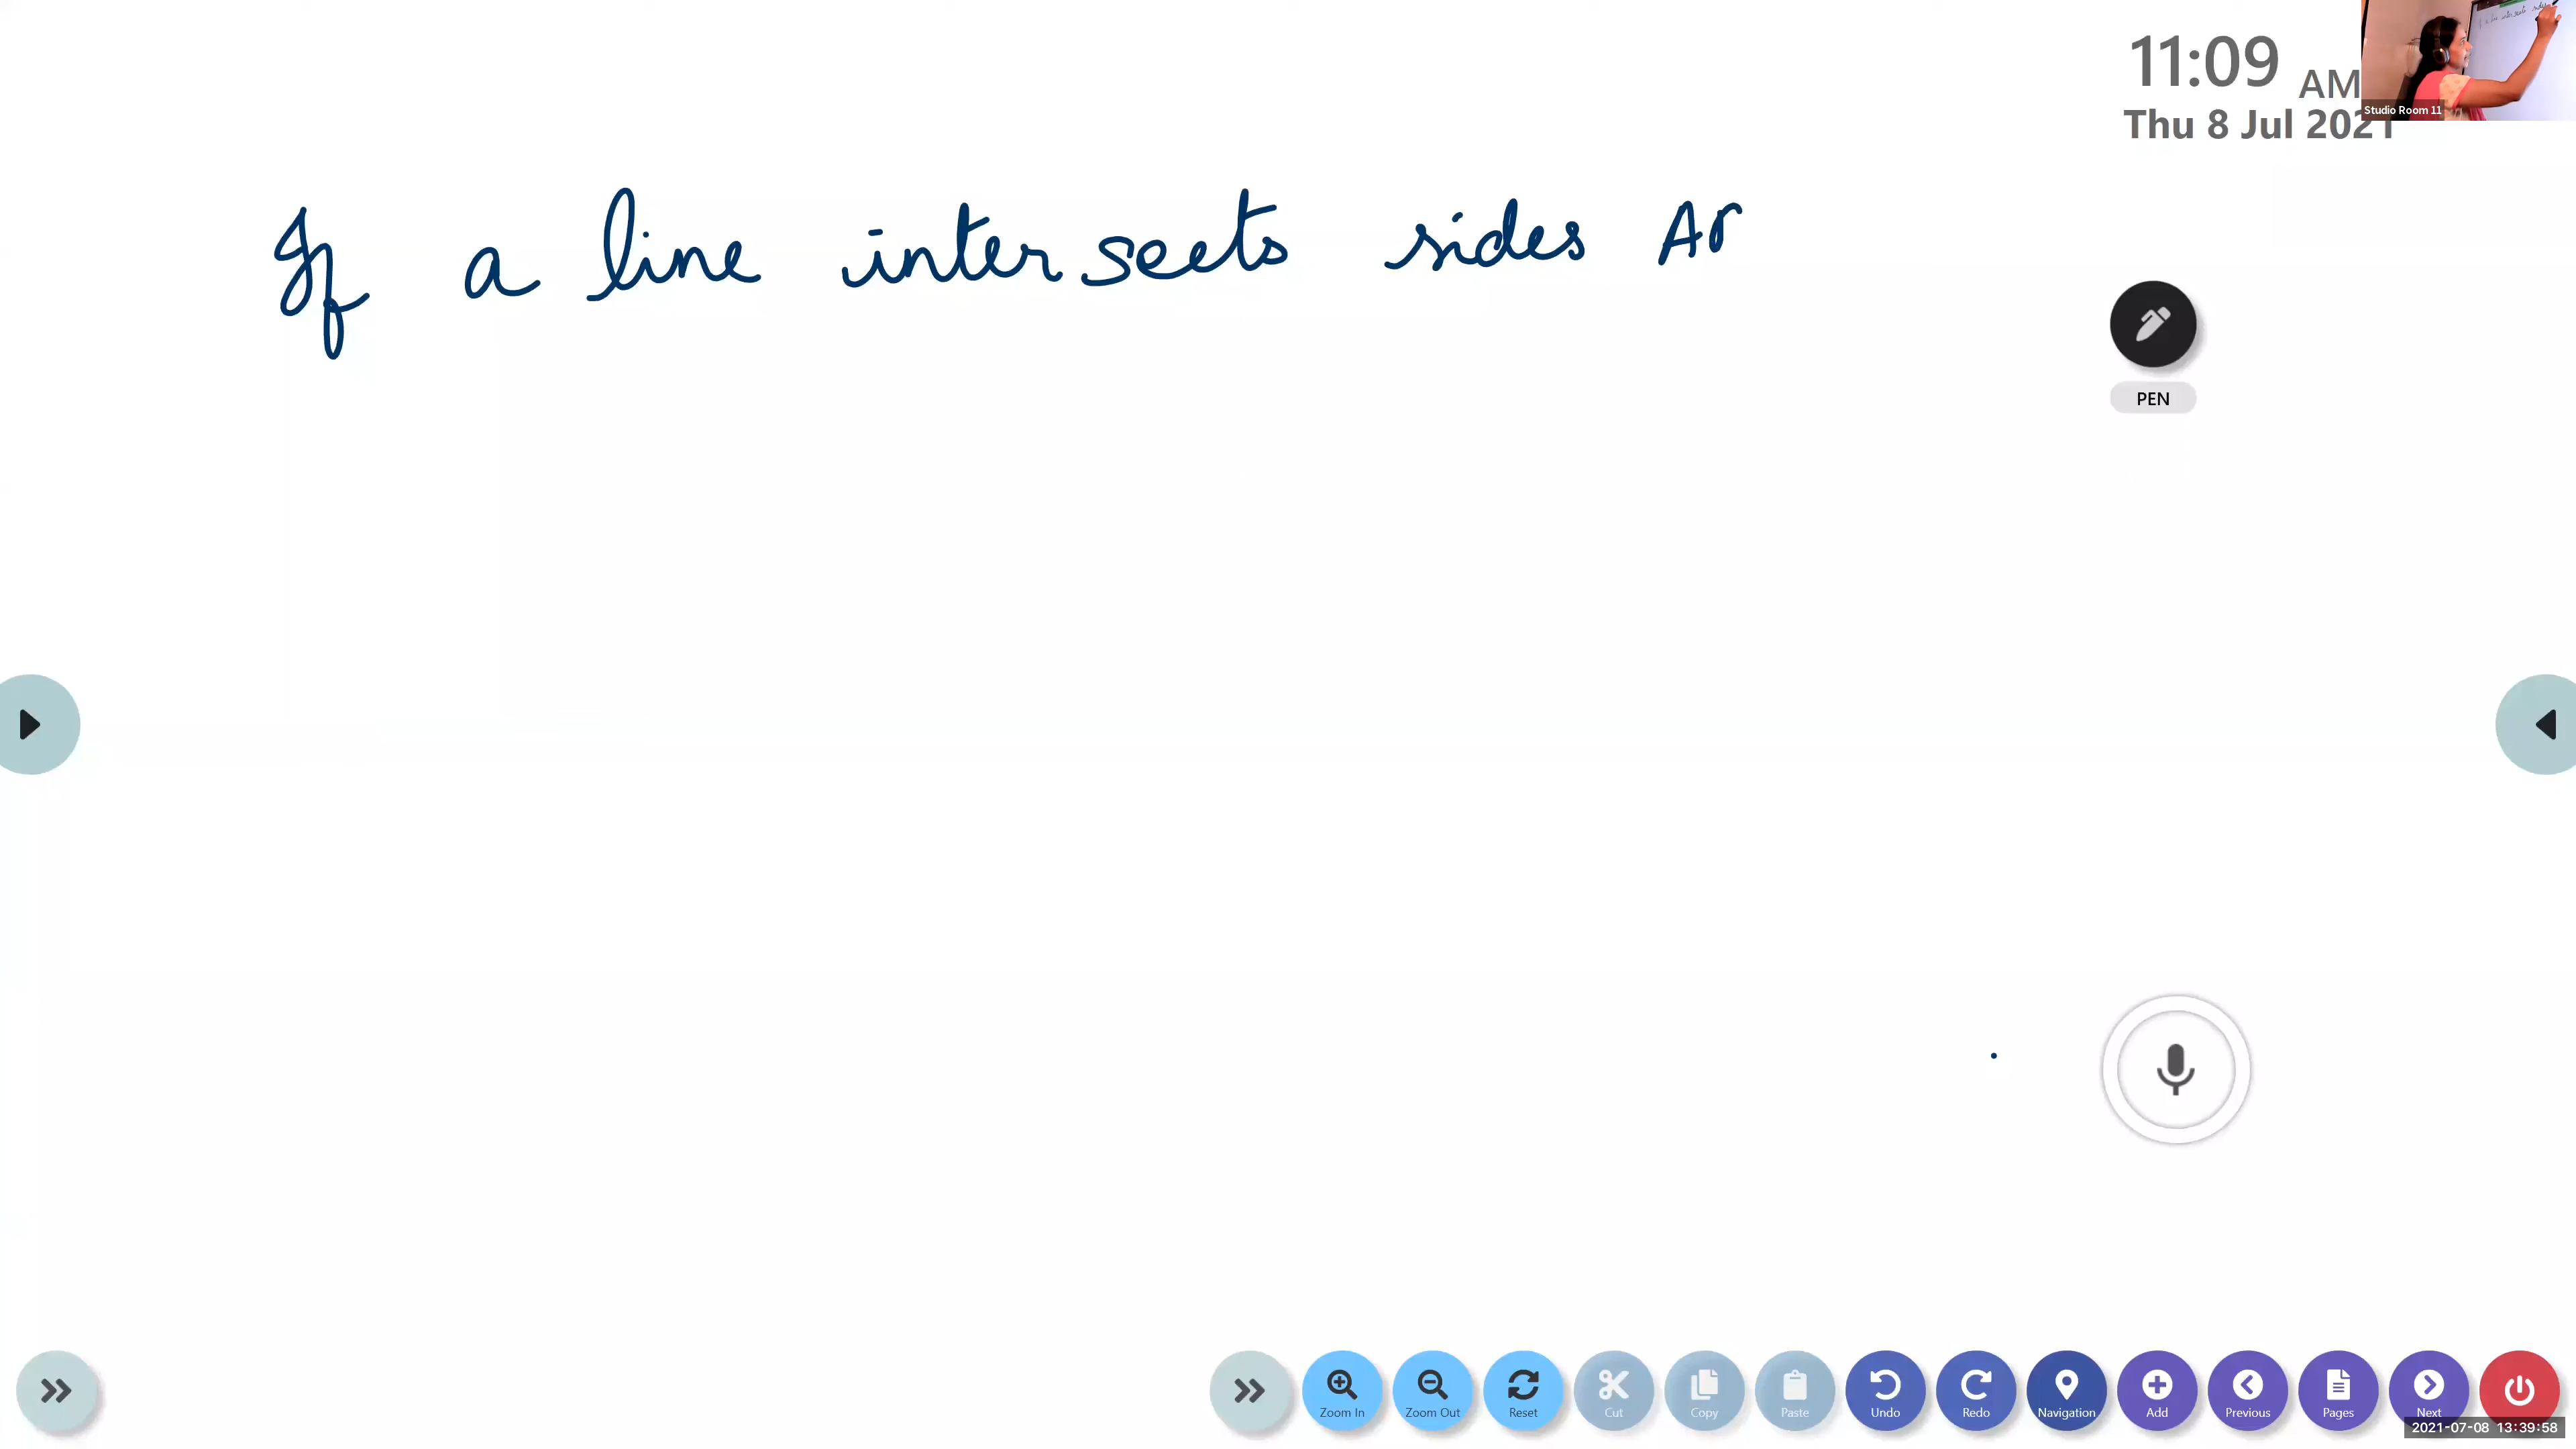 11:09 AM
Thu 8 Jul 2021
Studio Room 11
If a line intersects sides
PEN
Zoom In Zoom Out Reset Cut Copy Paste Undo Redo Navigation Add Previous Pages Next
2021-07-08 13:39:58